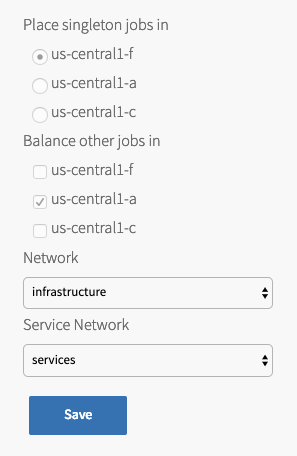 Place singleton jobs in
us-central1-f
us-central1-a
us-central1-c
Balance other jobs in
us-central1-f
us-central1-a
us-central1-c
Network
infrastructure
Service Network
services
Save